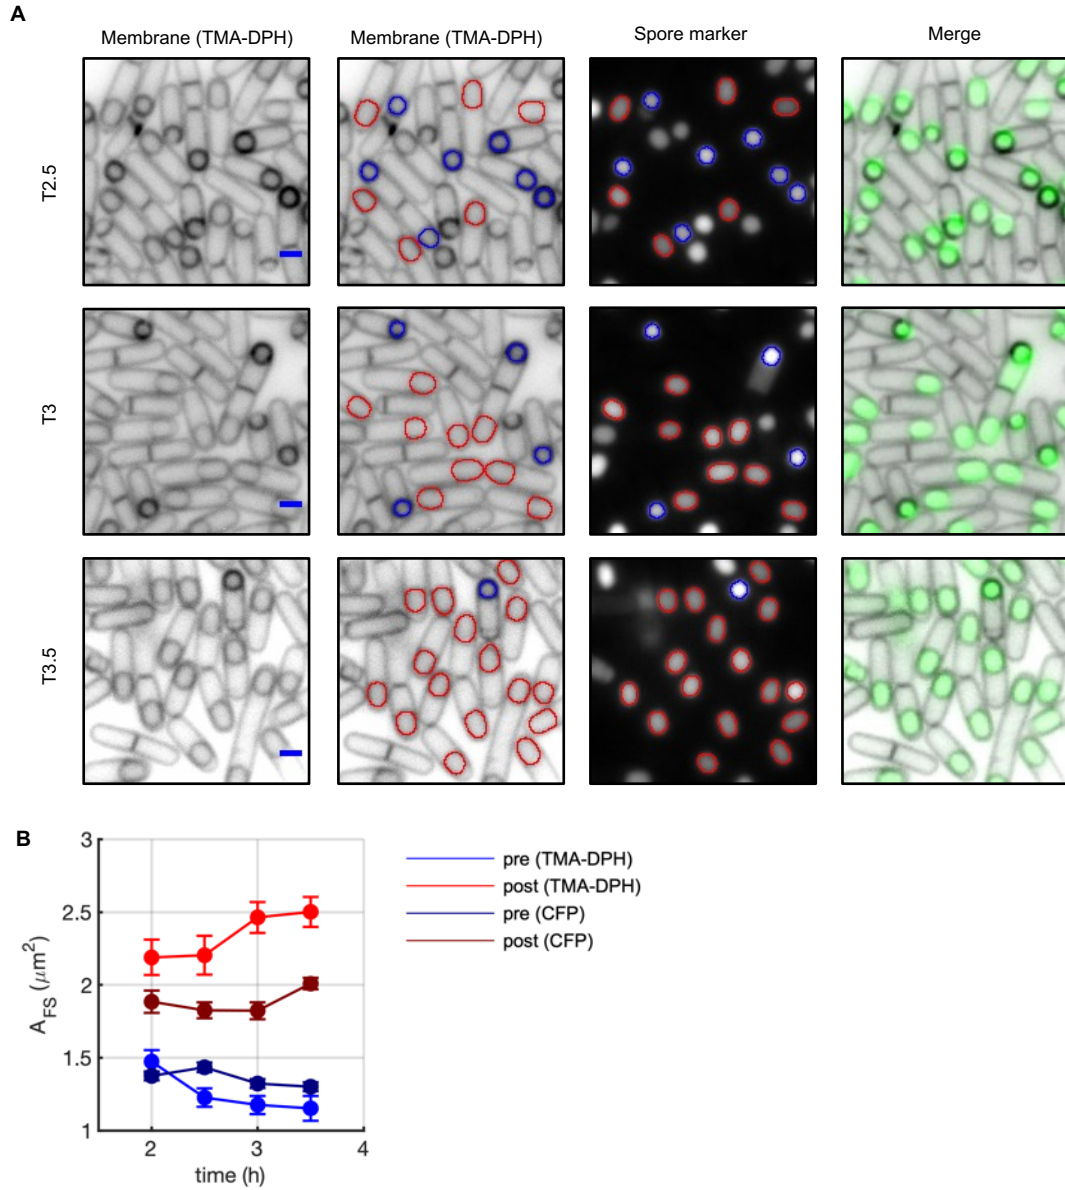 A
Membrane (TMA-DPH) Membrane (TMA-DPH) Spore marker Merge
T2.5
T3
T3.5
B
3
2.5
2
1.5
1
A_FS (μm²)
2 3 4
time (h)
pre (TMA-DPH)
post (TMA-DPH)
pre (CFP)
post (CFP)